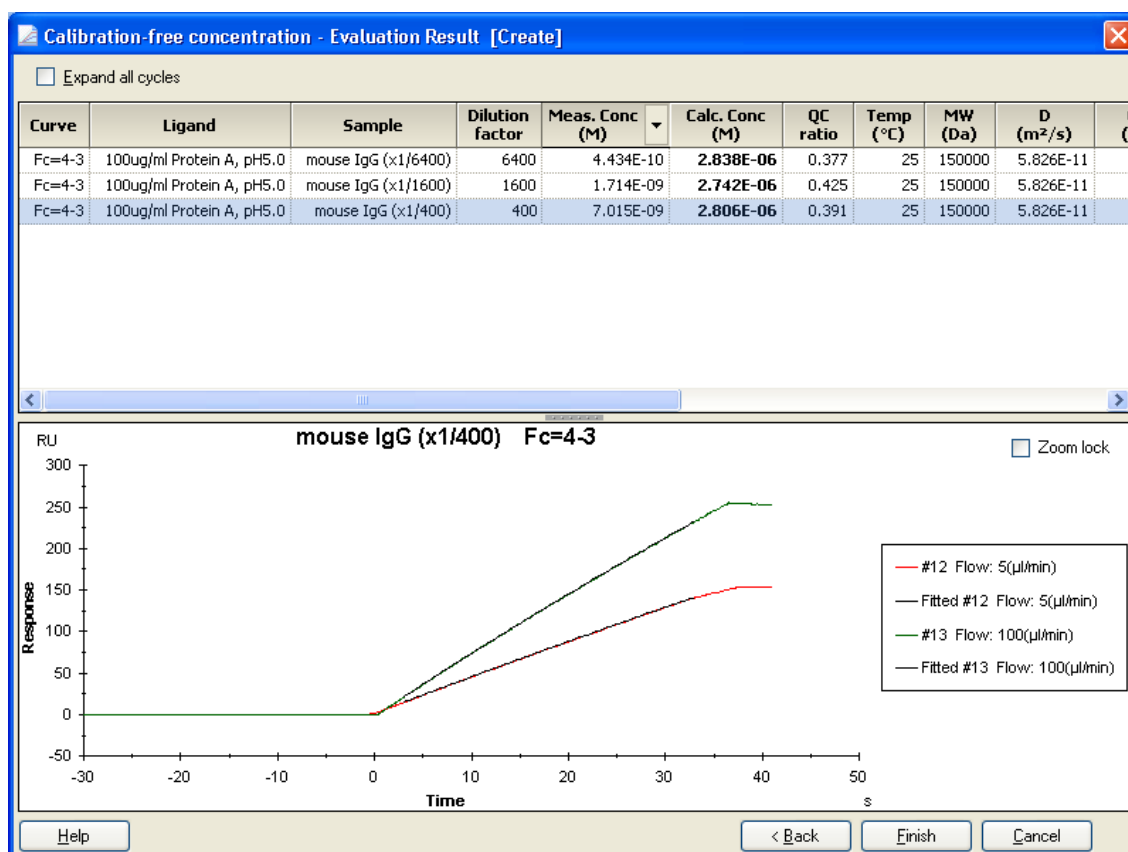 Calibration-free concentration - Evaluation Result [Create]
Expand all cycles
Curve Ligand Sample Dilution factor Meas. Conc (M) Calc. Conc (M) QC ratio Temp (°C) MW (Da) D (m²/s)
Fc=4-3 100ug/ml Protein A, pH5.0 mouse IgG (x1/6400) 6400 4.434E-10 2.838E-06 0.377 25 150000 5.826E-11
Fc=4-3 100ug/ml Protein A, pH5.0 mouse IgG (x1/1600) 1600 1.714E-09 2.742E-06 0.425 25 150000 5.826E-11
Fc=4-3 100ug/ml Protein A, pH5.0 mouse IgG (x1/400) 400 7.015E-09 2.806E-06 0.391 25 150000 5.826E-11
mouse IgG (x1/400) Fc=4-3
Zoom lock
RU
300
250
200
150
100
50
0
-50
Response
-30 -20 -10 0 10 20 30 40 50
Time
s
#12 Flow: 5(µl/min)
Fitted #12 Flow: 5(µl/min)
#13 Flow: 100(µl/min)
Fitted #13 Flow: 100(µl/min)
Help < Back Finish Cancel